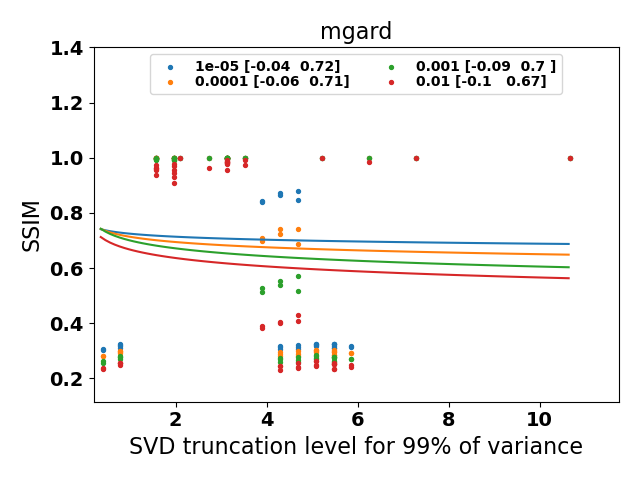 mgard
1.4
1.2
1.0
0.8
0.6
0.4
0.2
SSIM
1e-05 [-0.04  0.72]
0.0001 [-0.06  0.71]
0.001 [-0.09  0.7 ]
0.01 [-0.1   0.67]
2 4 6 8 10
SVD truncation level for 99% of variance